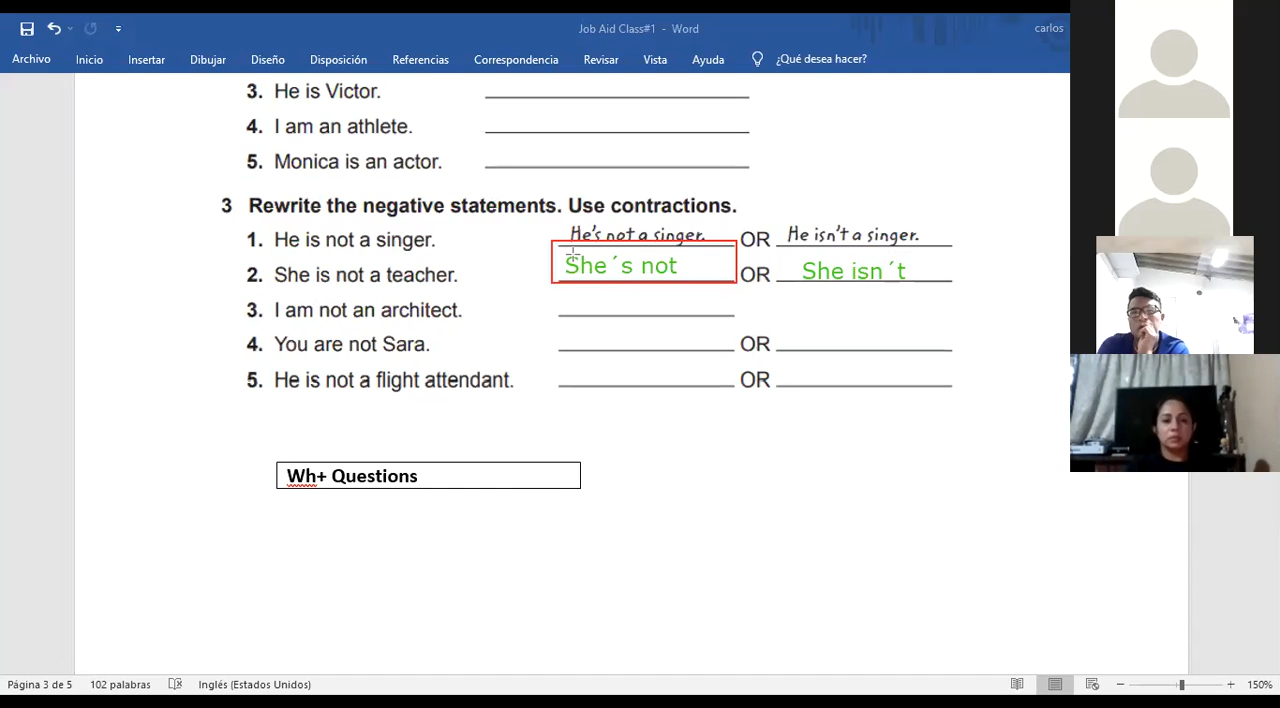 Job Aid Class#1 - Word
carlos
Archivo Inicio Insertar Dibujar Diseño Disposición Referencias Correspondencia Revisar Vista Ayuda ¿Qué desea hacer?
3. He is Victor.
4. I am an athlete.
5. Monica is an actor.
3 Rewrite the negative statements. Use contractions.
1. He is not a singer. He's not a singer. OR He isn't a singer.
2. She is not a teacher. She´s not OR She isn´t
3. I am not an architect.
4. You are not Sara. OR
5. He is not a flight attendant. OR
Wh+ Questions
Página 3 de 5 102 palabras Inglés (Estados Unidos) 150%